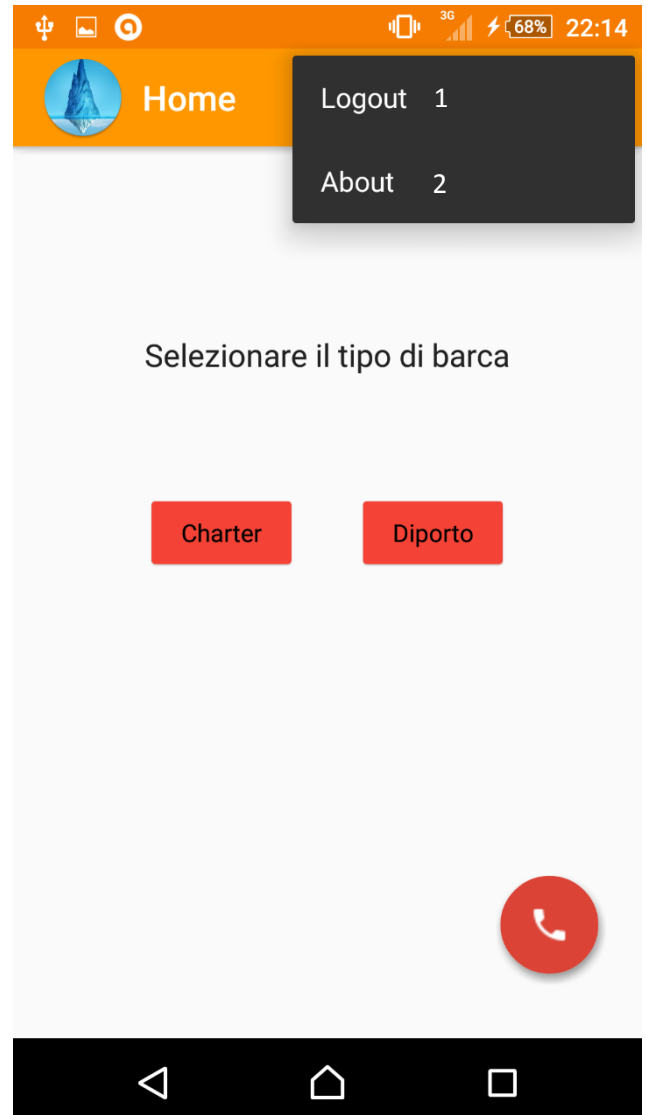 3G 68% 22:14
Home
Logout 1
About 2
Selezionare il tipo di barca
Charter Diporto